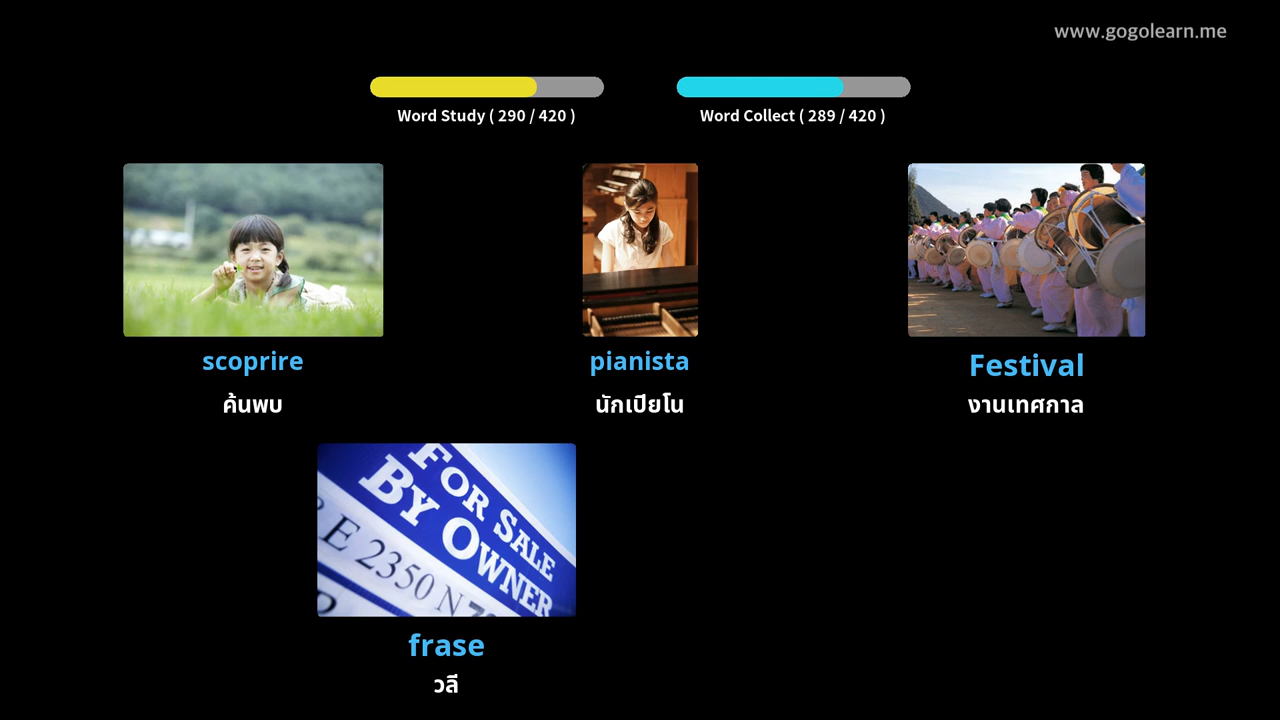 www.gogolearn.me
Word Study ( 290 / 420 )
Word Collect ( 289 / 420 )
scoprire
ค้นพบ
pianista
นักเปียโน
Festival
งานเทศกาล
FOR SALE
BY OWNER
E 2350 N
frase
วลี